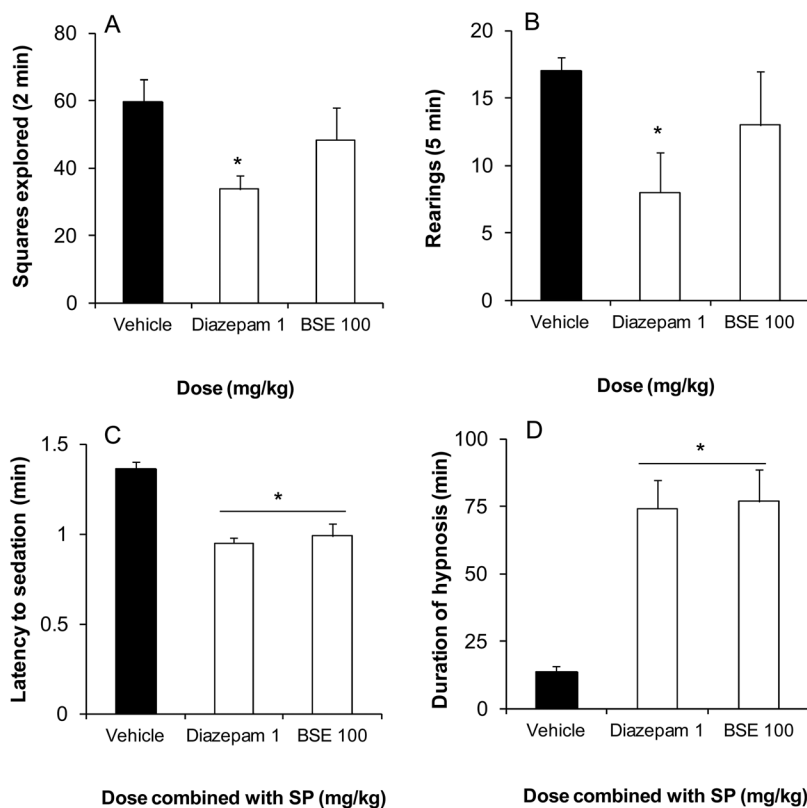 A
Squares explored (2 min)
80
60
40
20
0
*
Vehicle Diazepam 1 BSE 100
Dose (mg/kg)
B
Rearings (5 min)
20
15
10
5
0
*
Vehicle Diazepam 1 BSE 100
Dose (mg/kg)
C
Latency to sedation (min)
1.5
1
0.5
0
*
Vehicle Diazepam 1 BSE 100
Dose combined with SP (mg/kg)
D
Duration of hypnosis (min)
100
75
50
25
0
*
Vehicle Diazepam 1 BSE 100
Dose combined with SP (mg/kg)